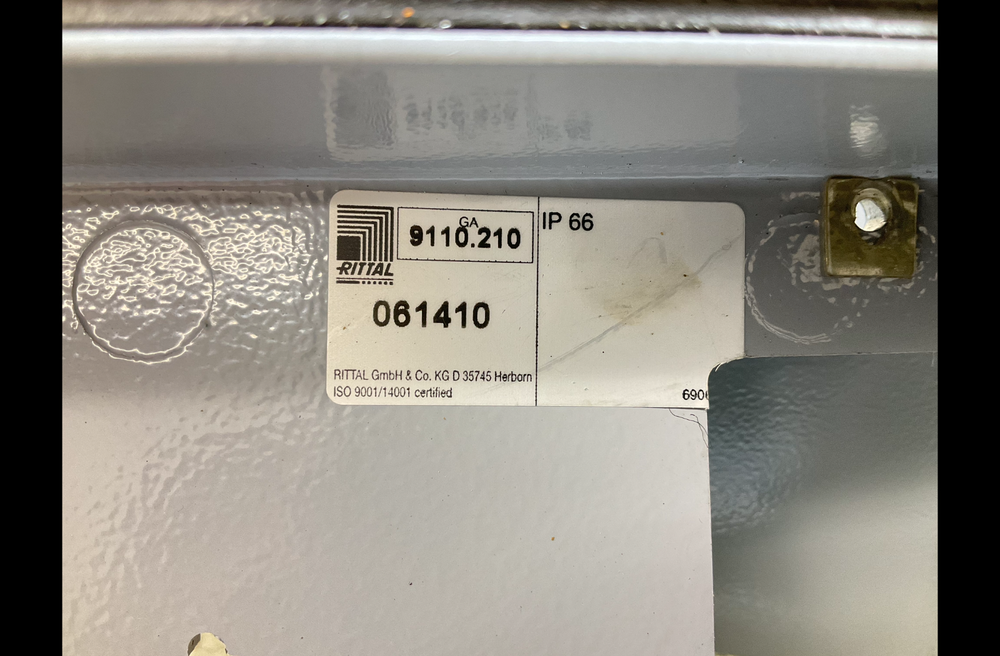 GA
9110.210
RITTAL
061410
RITTAL GmbH & Co. KG D 35745 Herborn
ISO 9001/14001 certified
IP 66